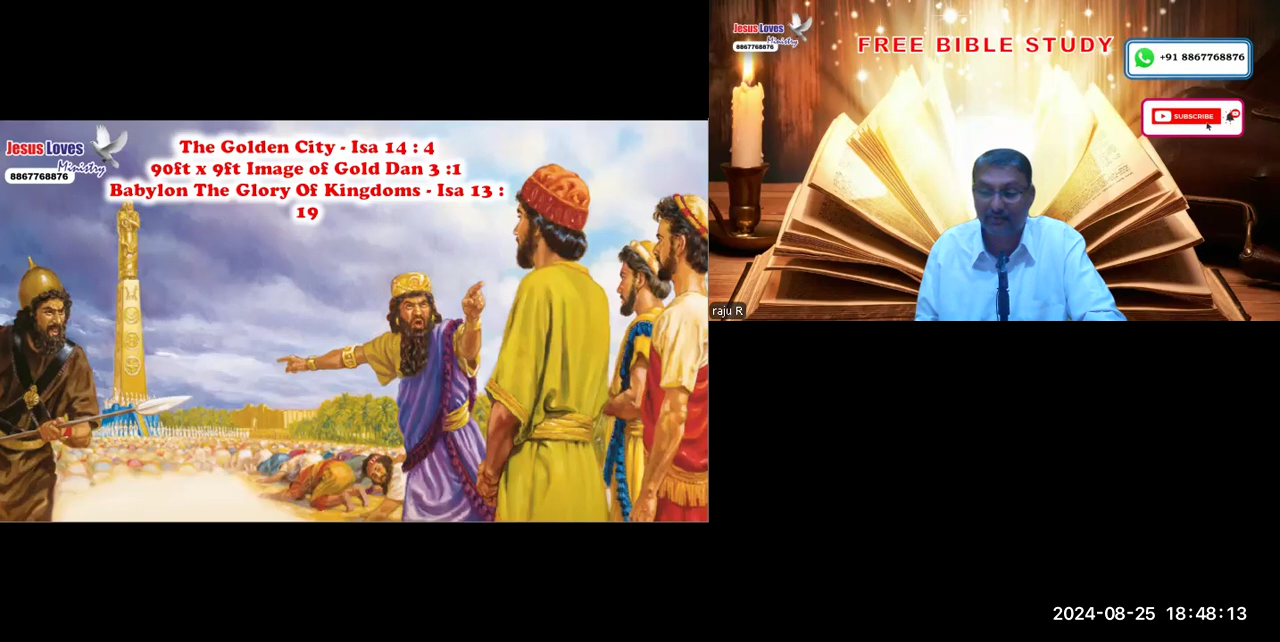 Jesus Loves
Ministry
8867768876
The Golden City - Isa 14 : 4
90ft x 9ft Image of Gold Dan 3 :1
Babylon The Glory Of Kingdoms - Isa 13 :
19
Jesus Loves
Ministry
8867768876
FREE BIBLE STUDY
+91 8867768876
SUBSCRIBE
raju R
2024-08-25 18:48:13